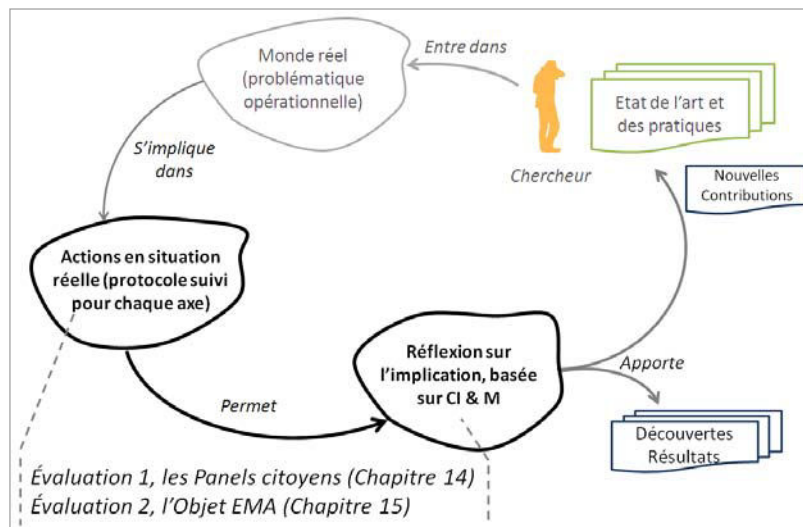 Monde réel
(problématique
opérationnelle)
Entre dans
Etat de l'art et
des pratiques
Chercheur
S'implique
dans
Nouvelles
Contributions
Actions en situation
réelle (protocole suivi
pour chaque axe)
Réflexion sur
l'implication, basée
sur CI & M
Apporte
Permet
Découvertes
Résultats
Évaluation 1, les Panels citoyens (Chapitre 14)
Évaluation 2, l'Objet EMA (Chapitre 15)